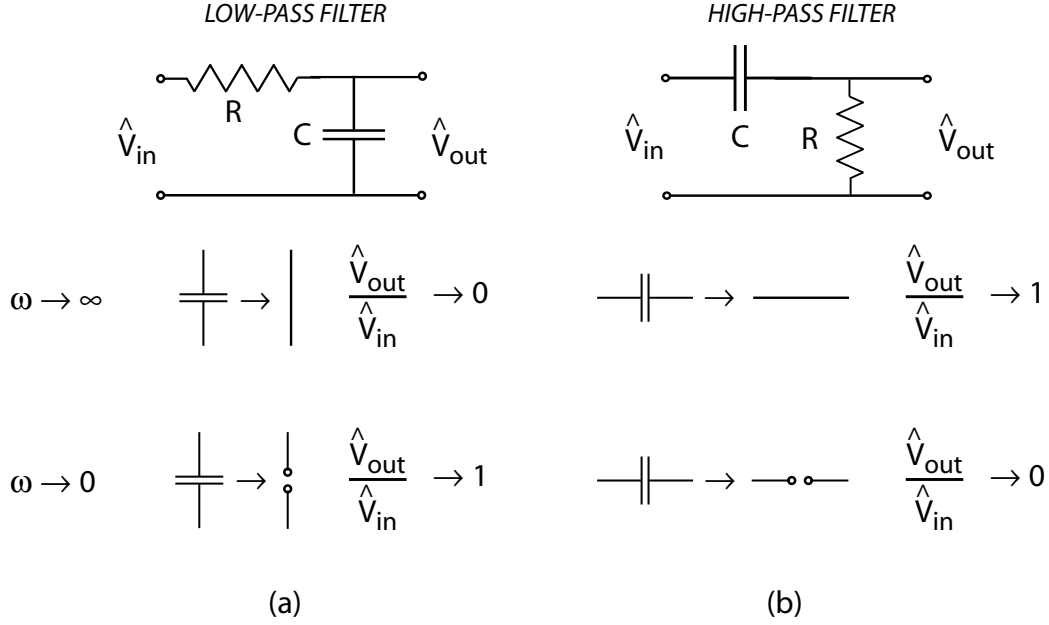 LOW-PASS FILTER
HIGH-PASS FILTER
R
C
V̂in
V̂out
C
R
V̂in
V̂out
ω → ∞
→
V̂out
V̂in
→ 0
→
V̂out
V̂in
→ 1
ω → 0
→
V̂out
V̂in
→ 1
→
V̂out
V̂in
→ 0
(a)
(b)